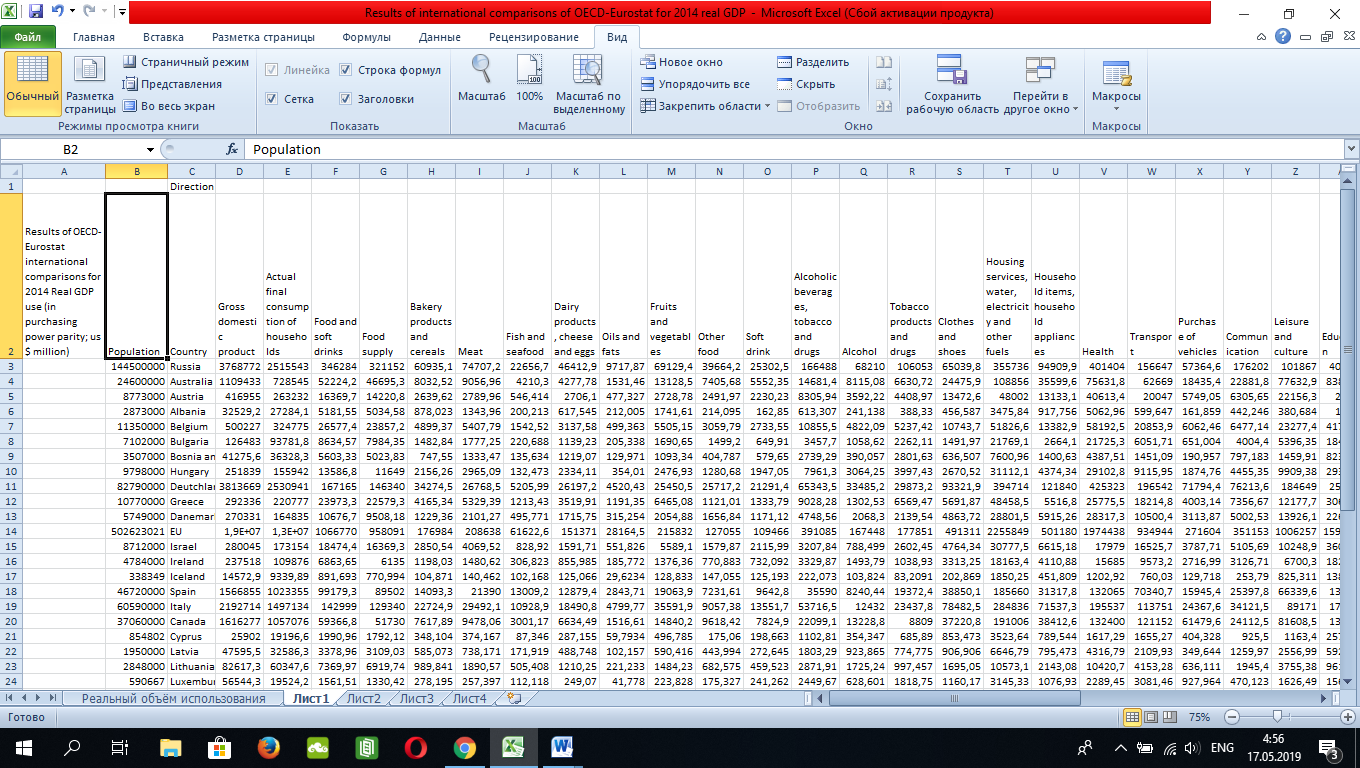 Results of international comparisons of OECD-Eurostat for 2014 real GDP - Microsoft Excel (Сбой активации продукта)
Файл Главная Вставка Разметка страницы Формулы Данные Рецензирование Вид
Обычный Разметка страницы Страничный режим Представления Во весь экран
Режимы просмотра книги
Линейка Строка формул Сетка Заголовки
Показать
Масштаб 100% Масштаб по выделенному
Масштаб
Новое окно Упорядочить все Закрепить области Разделить Скрыть Отобразить Сохранить рабочую область Перейти в другое окно
Окно
Макросы
Макросы
B2 fx Population
A B C D E F G H I J K L M N O P Q R S T U V W X Y Z
1 Direction
2 Results of OECD-Eurostat international comparisons for 2014 Real GDP use (in purchasing power parity; us $ million) Population Country Gross domestic product Actual final consumption of households Food and soft drinks Food supply Bakery products and cereals Meat Fish and seafood Dairy products, cheese and eggs Oils and fats Fruits and vegetables Other food Soft drink Alcoholic beverages, tobacco and drugs Alcohol Tobacco products and drugs Clothes and shoes Housing services, water, electricity and other fuels Household items, household appliances Health Transport Purchase of vehicles Communication Leisure and culture
3 144500000 Russia 3768772 2515543 346284 321152 60935,1 74707,2 22656,7 46412,9 9717,87 69129,4 39664,2 25302,5 166488 68210 106053 65039,8 355736 94909,9 401404 156647 57364,6 176202 101867
4 24600000 Australia 1109433 728545 52224,2 46695,3 8032,52 9056,96 4210,3 4277,78 1531,46 13128,5 7405,68 5552,35 14681,4 8115,08 6630,72 24475,9 108856 35599,6 75631,8 62669 18435,4 22881,8 77632,9
5 8773000 Austria 416955 263232 16369,7 14220,8 2639,62 2789,96 546,414 2706,1 477,327 2728,78 2491,97 2230,23 8305,94 3592,22 4408,97 13472,6 48002 13133,1 40613,4 20047 5749,05 6305,65 22156,3
6 2873000 Albania 32529,2 27284,1 5181,55 5034,58 878,023 1343,96 200,213 617,545 212,005 1741,61 214,095 162,85 613,307 241,138 388,33 456,587 3475,84 917,756 5062,96 599,647 161,859 442,246 380,684
7 11350000 Belgium 500227 324775 26577,4 23857,2 4899,37 5407,79 1542,52 3137,58 499,363 5505,15 3059,79 2733,55 10855,5 4822,09 5237,42 10743,7 51826,6 13382,9 58192,5 20853,9 6062,46 6477,14 23277,4
8 7102000 Bulgaria 126483 93781,8 8634,57 7984,35 1482,84 1777,25 220,688 1139,23 205,338 1690,65 1499,2 649,91 3457,7 1058,62 2262,11 1491,97 21769,1 2664,1 21725,3 6051,71 651,004 4004,4 5396,35
9 3507000 Bosnia an 41275,6 36328,3 5603,33 5023,83 747,55 1333,47 135,634 1219,07 129,971 1093,34 404,787 579,65 2739,29 390,057 2801,63 636,507 7600,96 1400,63 4387,51 1451,09 190,957 797,183 1459,91
10 9798000 Hungary 251839 155942 13586,8 11649 2156,26 2965,09 132,473 2334,11 354,01 2476,93 1280,68 1947,05 7961,3 3064,25 3997,43 2670,52 31112,1 4374,34 29102,8 9115,95 1874,76 4455,35 9909,38
11 82790000 Deutchlan 3813669 2530941 167165 146340 34274,5 26768,5 5205,99 26197,2 4520,43 25450,5 25717,2 21291,4 65343,5 33485,2 29873,2 93321,9 394714 121840 425323 196542 71794,4 76213,6 184649
12 10770000 Greece 292336 220777 23973,3 22579,3 4165,34 5329,39 1213,43 3519,91 1191,35 6465,08 1121,01 1333,79 9028,28 1302,53 6569,47 5691,87 48458,5 5516,8 25775,5 18214,8 4003,14 7356,67 12177,7
13 5749000 Danemar 270331 164835 10676,7 9508,18 1229,36 2101,27 495,771 1715,75 315,254 2054,88 1656,84 1171,12 4748,56 2068,3 2139,54 4863,72 28801,5 5915,26 28317,3 10500,4 3113,87 5002,53 13926,1
14 502623021 EU 1,9E+07 1,3E+07 1066770 958091 176984 208638 61622,6 151371 28164,5 215832 127055 109466 391085 167448 177851 491311 2255849 501180 1974438 934944 271604 351153 1006257
15 8712000 Israel 280045 173154 18474,4 16369,3 2850,54 4069,52 828,92 1591,71 551,826 5589,1 1579,87 2115,99 3207,84 788,499 2602,45 4764,34 30777,5 6615,18 17979 16525,7 3787,71 5105,69 10248,9
16 4784000 Ireland 237518 109876 6863,65 6135 1198,03 1480,62 306,823 855,985 185,772 1376,36 770,883 732,092 3329,87 1493,79 1038,93 3313,25 18163,4 4110,88 15685 9573,2 2716,99 3126,71 6700,3
17 338349 Iceland 14572,9 9339,89 891,693 770,994 104,871 140,462 102,168 125,066 29,6234 128,833 147,055 125,193 222,073 103,824 83,2091 202,869 1850,25 451,809 1202,92 760,03 129,718 253,79 825,311
18 46720000 Spain 1566855 1023355 99179,3 89502 14093,3 21390 13009,2 12879,4 2843,71 19063,9 7231,61 9642,8 35590 8240,44 19372,4 38850,1 185660 31317,8 132065 70340,7 15945,4 25397,8 66339,6
19 60590000 Italy 2192714 1497134 142999 129340 22724,9 29492,1 10928,9 18490,8 4799,77 35591,9 9057,38 13551,7 53716,5 12432 23437,8 78482,5 284836 71537,3 195537 113751 24367,6 34121,5 89171
20 37060000 Canada 1616277 1057076 59366,8 51730 7617,89 9478,06 3001,17 6634,49 1516,61 14840,2 9618,42 7824,9 22099,1 13228,8 8809 37220,8 191006 38412,6 132400 121152 61479,6 24112,5 81608,5
21 854802 Cyprus 25902 19196,6 1990,96 1792,12 348,104 374,167 87,346 287,155 59,7934 496,785 175,06 198,663 1102,81 354,347 685,89 853,473 3523,64 789,544 1617,29 1655,27 404,328 925,5 1163,4
22 1950000 Latvia 47595,5 32586,3 3378,96 3109,03 585,073 738,171 171,919 488,748 102,157 590,416 443,994 272,645 1803,29 923,865 774,775 906,906 6646,79 795,473 4316,79 2109,93 349,644 1259,97 2556,99
23 2848000 Lithuania 82617,3 60347,6 7369,97 6919,74 989,841 1890,57 505,408 1210,25 221,233 1484,23 682,575 459,523 2871,91 1725,24 997,457 1695,05 10573,1 2143,08 10420,7 4153,28 636,111 1945,4 3755,38
24 590667 Luxembur 56544,3 19524,2 1561,51 1330,42 278,195 257,397 112,118 249,07 41,778 223,828 175,327 241,262 2449,67 628,601 1818,75 1160,17 3145,33 1076,93 2289,45 3081,46 927,964 470,123 1626,49
Реальный объём использования Лист1 Лист2 Лист3 Лист4
Готово 75%
ENG 4:56 17.05.2019 3